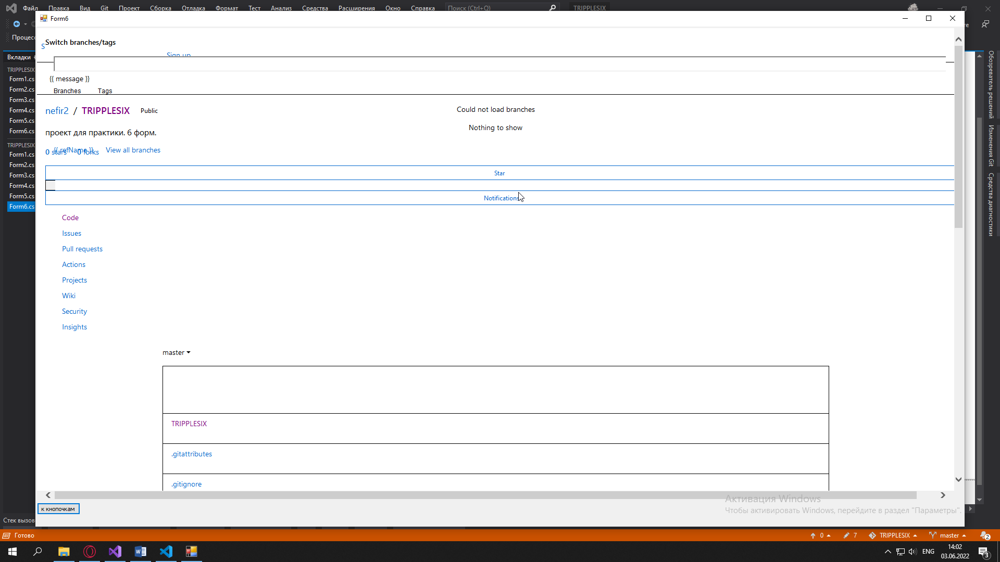 Файл Правка Вид Git Проект Сборка Отладка Формат Тест Анализ Средства Расширения Окно Справка Поиск (Ctrl+Q) TRIPPLESIX
Form6
Процесс
Вкладки
TRIPPLESIX
Form1.cs
Form2.cs
Form3.cs
Form4.cs
Form5.cs
Form6.cs
TRIPPLESIX
Form1.cs
Form2.cs
Form3.cs
Form4.cs
Form5.cs
Form6.cs
Стек вызов
S
Switch branches/tags
Sign up
{{ message }}
Branches Tags
nefir2 / TRIPPLESIX Public
Could not load branches
Nothing to show
проект для практики. 6 форм.
0 stars 0 forks
{{ refName }} View all branches
Star
Notifications
Code
Issues
Pull requests
Actions
Projects
Wiki
Security
Insights
master
TRIPPLESIX
.gitattributes
.gitignore
к кнопочкам
Активация Windows
Чтобы активировать Windows, перейдите в раздел "Параметры".
Обозреватель решений
Изменения Git
Средства диагностики
Готово 0 7 TRIPPLESIX master 2
ENG 14:02 3
03.06.2022